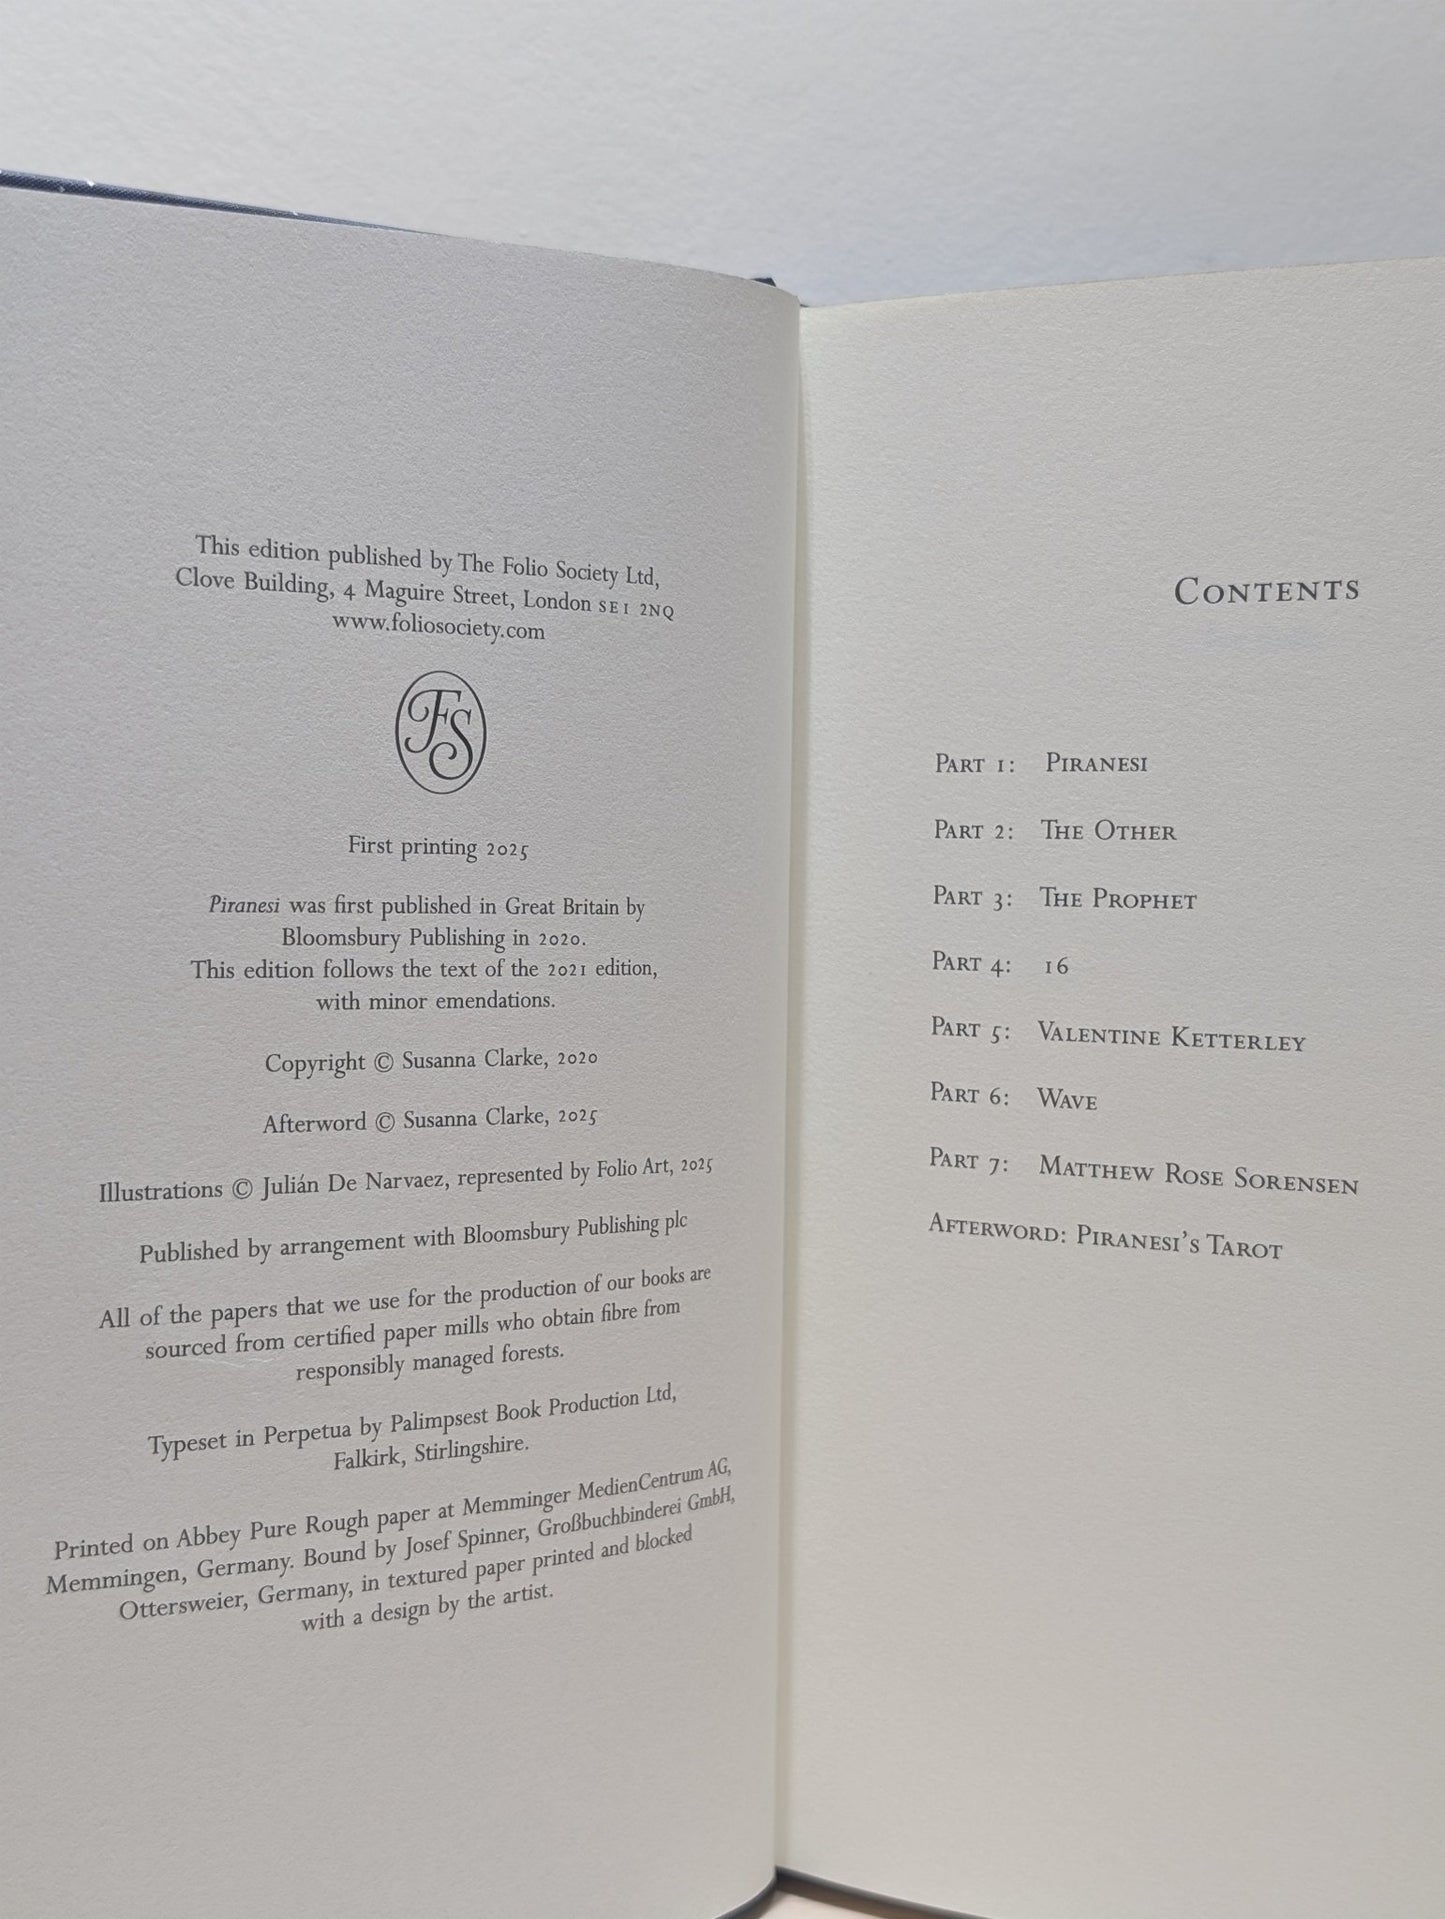 This edition published by The Folio Society Ltd,
Clove Building, 4 Maguire Street, London SE1 2NQ
www.foliosociety.com
FS
First printing 2025
Piranesi was first published in Great Britain by
Bloomsbury Publishing in 2020.
This edition follows the text of the 2021 edition,
with minor emendations.
Copyright © Susanna Clarke, 2020
Afterword © Susanna Clarke, 2025
Illustrations © Julián De Narvaez, represented by Folio Art, 2025
Published by arrangement with Bloomsbury Publishing plc
All of the papers that we use for the production of our books are
sourced from certified paper mills who obtain fibre from
responsibly managed forests.
Typeset in Perpetua by Palimpsest Book Production Ltd,
Falkirk, Stirlingshire.
Printed on Abbey Pure Rough paper at Memminger MedienCentrum AG,
Memmingen, Germany. Bound by Josef Spinner, Großbuchbinderei GmbH,
Ottersweier, Germany, in textured paper printed and blocked
with a design by the artist.
Contents
Part 1: Piranesi
Part 2: The Other
Part 3: The Prophet
Part 4: 16
Part 5: Valentine Ketterley
Part 6: Wave
Part 7: Matthew Rose Sorensen
Afterword: Piranesi's Tarot